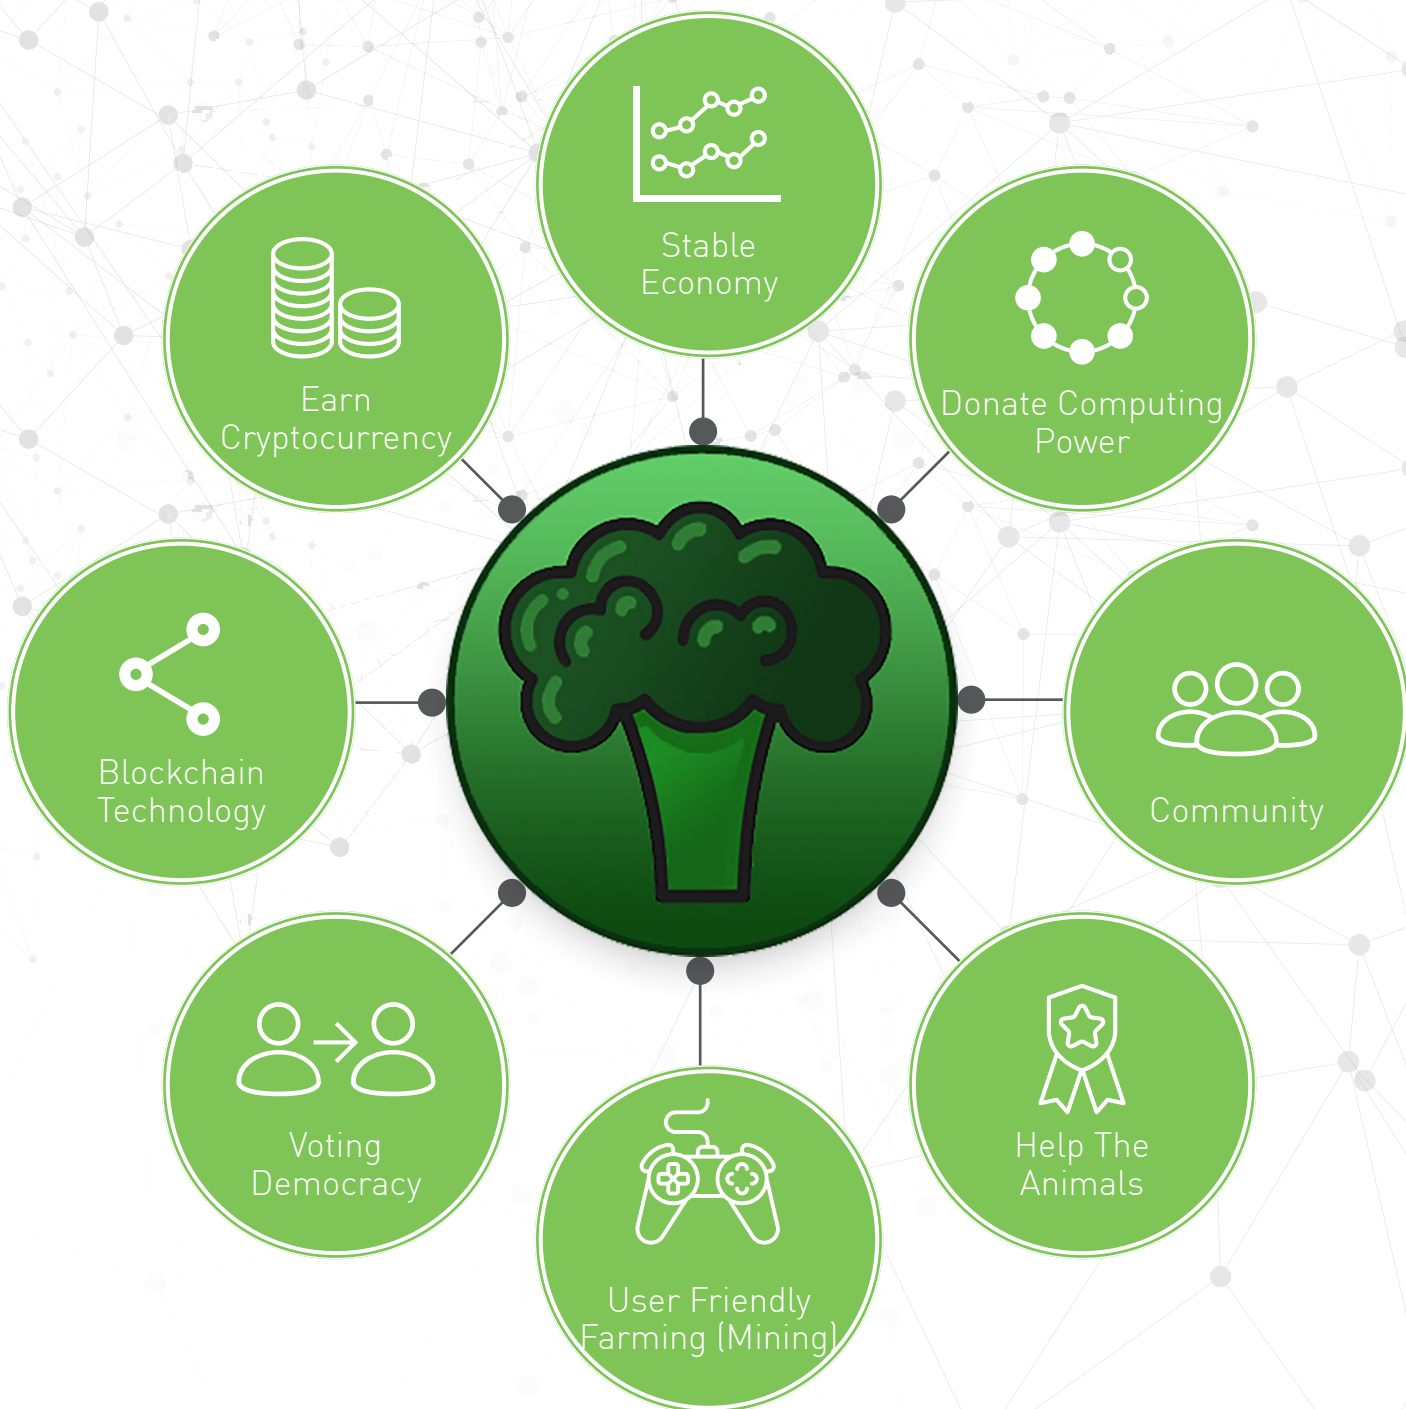 Stable
Economy
Earn
Cryptocurrency
Donate Computing
Power
Blockchain
Technology
Community
Voting
Democracy
Help The
Animals
User Friendly
Farming (Mining)